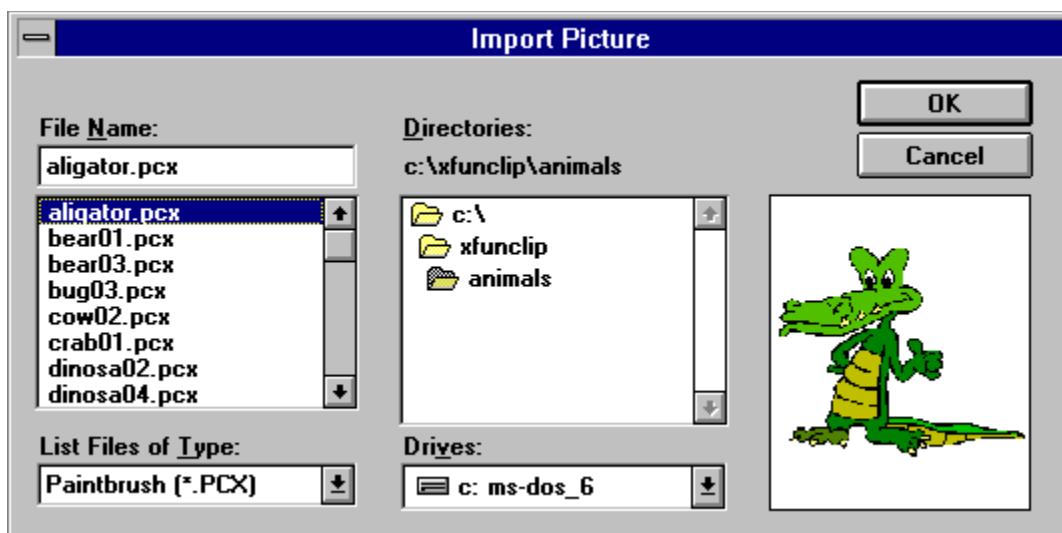 Import Picture
File Name:
aligator.pcx
aligator.pcx
bear01.pcx
bear03.pcx
bug03.pcx
cow02.pcx
crab01.pcx
dinosa02.pcx
dinosa04.pcx
List Files of Type:
Paintbrush (*.PCX)
Directories:
c:\xfunclip\animals
c:\
xfunclip
animals
Drives:
c: ms-dos_6
OK
Cancel